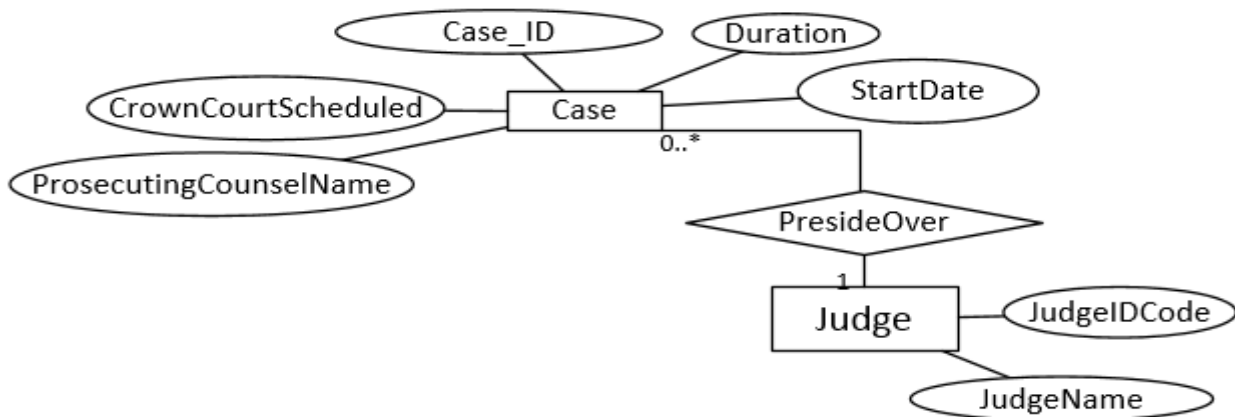 Case_ID
Duration
CrownCourtScheduled
Case
StartDate
0..*
ProsecutingCounselName
PresideOver
1
Judge
JudgeIDCode
JudgeName